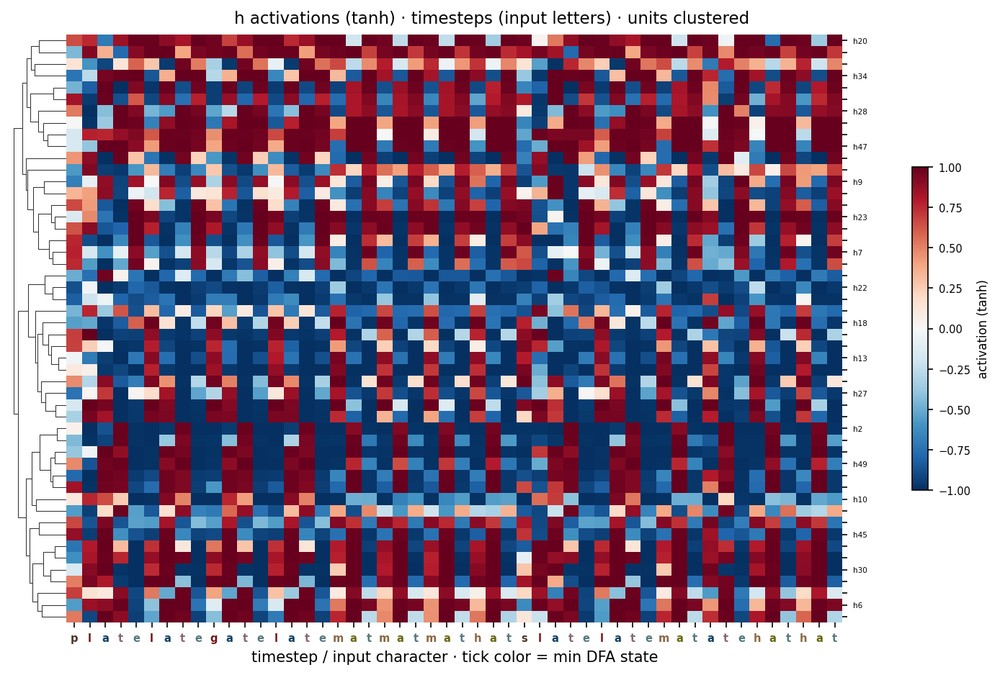 h activations (tanh) · timesteps (input letters) · units clustered
h20
h34
h28
h47
h9
h23
h7
h22
h18
h13
h27
h2
h49
h10
h45
h30
h6
p l a t e l a t e g a t e l a t e m a t m a t m a t h a t s l a t e l a t e m a t a t e h a t h a t
timestep / input character · tick color = min DFA state
1.00
0.75
0.50
0.25
0.00
−0.25
−0.50
−0.75
−1.00
activation (tanh)